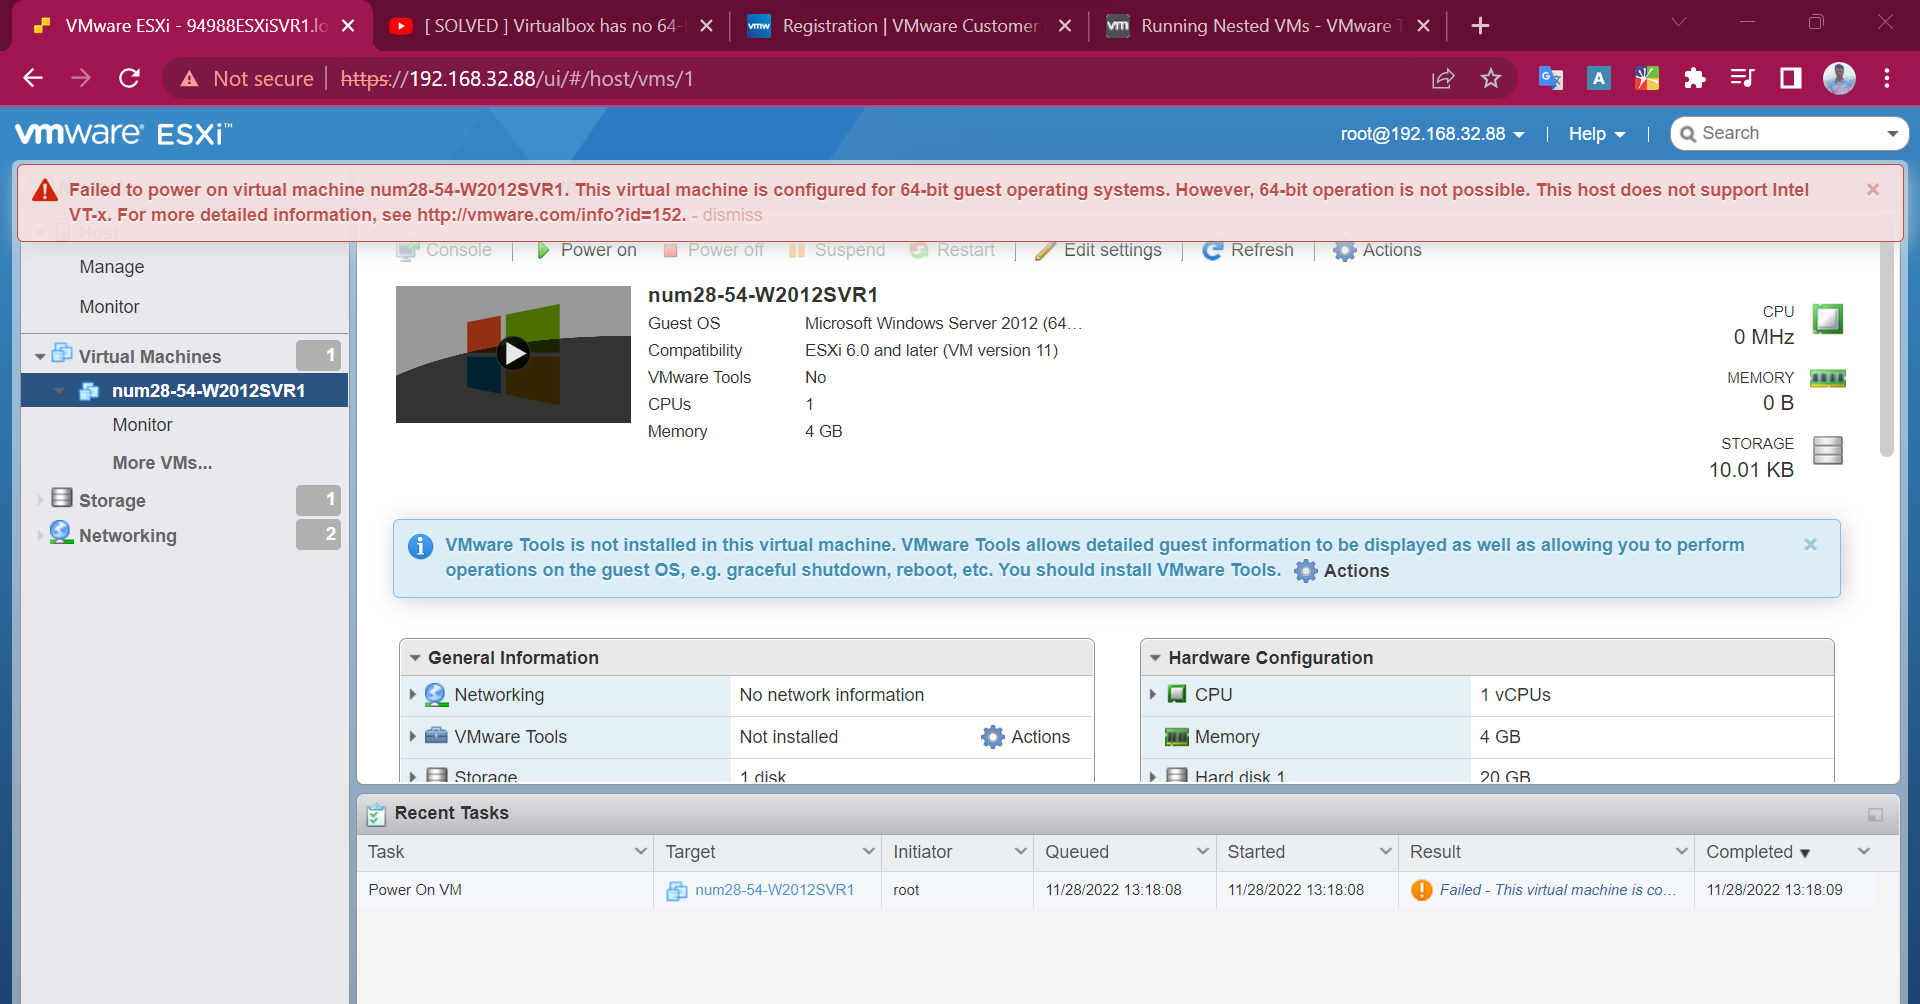 VMware ESXi - 94988ESXiSVR1.lo
[ SOLVED ] Virtualbox has no 64-
vmw
Registration | VMware Customer
vm
Running Nested VMs - VMware T
Not secure
https://192.168.32.88/ui/#/host/vms/1
vmware ESXi™
root@192.168.32.88
Help
Search
Failed to power on virtual machine num28-54-W2012SVR1. This virtual machine is configured for 64-bit guest operating systems. However, 64-bit operation is not possible. This host does not support Intel
VT-x. For more detailed information, see http://vmware.com/info?id=152. - dismiss
Host
Manage
Monitor
Virtual Machines 1
num28-54-W2012SVR1
Monitor
More VMs...
Storage 1
Networking 2
Console
Power on
Power off
Suspend
Restart
Edit settings
Refresh
Actions
num28-54-W2012SVR1
Guest OS Microsoft Windows Server 2012 (64...
Compatibility ESXi 6.0 and later (VM version 11)
VMware Tools No
CPUs 1
Memory 4 GB
CPU
0 MHz
MEMORY
0 B
STORAGE
10.01 KB
VMware Tools is not installed in this virtual machine. VMware Tools allows detailed guest information to be displayed as well as allowing you to perform
operations on the guest OS, e.g. graceful shutdown, reboot, etc. You should install VMware Tools. Actions
General Information
Networking No network information
VMware Tools Not installed Actions
Storage 1 disk
Hardware Configuration
CPU 1 vCPUs
Memory 4 GB
Hard disk 1 20 GB
Recent Tasks
Task Target Initiator Queued Started Result Completed ▼
Power On VM num28-54-W2012SVR1 root 11/28/2022 13:18:08 11/28/2022 13:18:08 Failed - This virtual machine is co... 11/28/2022 13:18:09